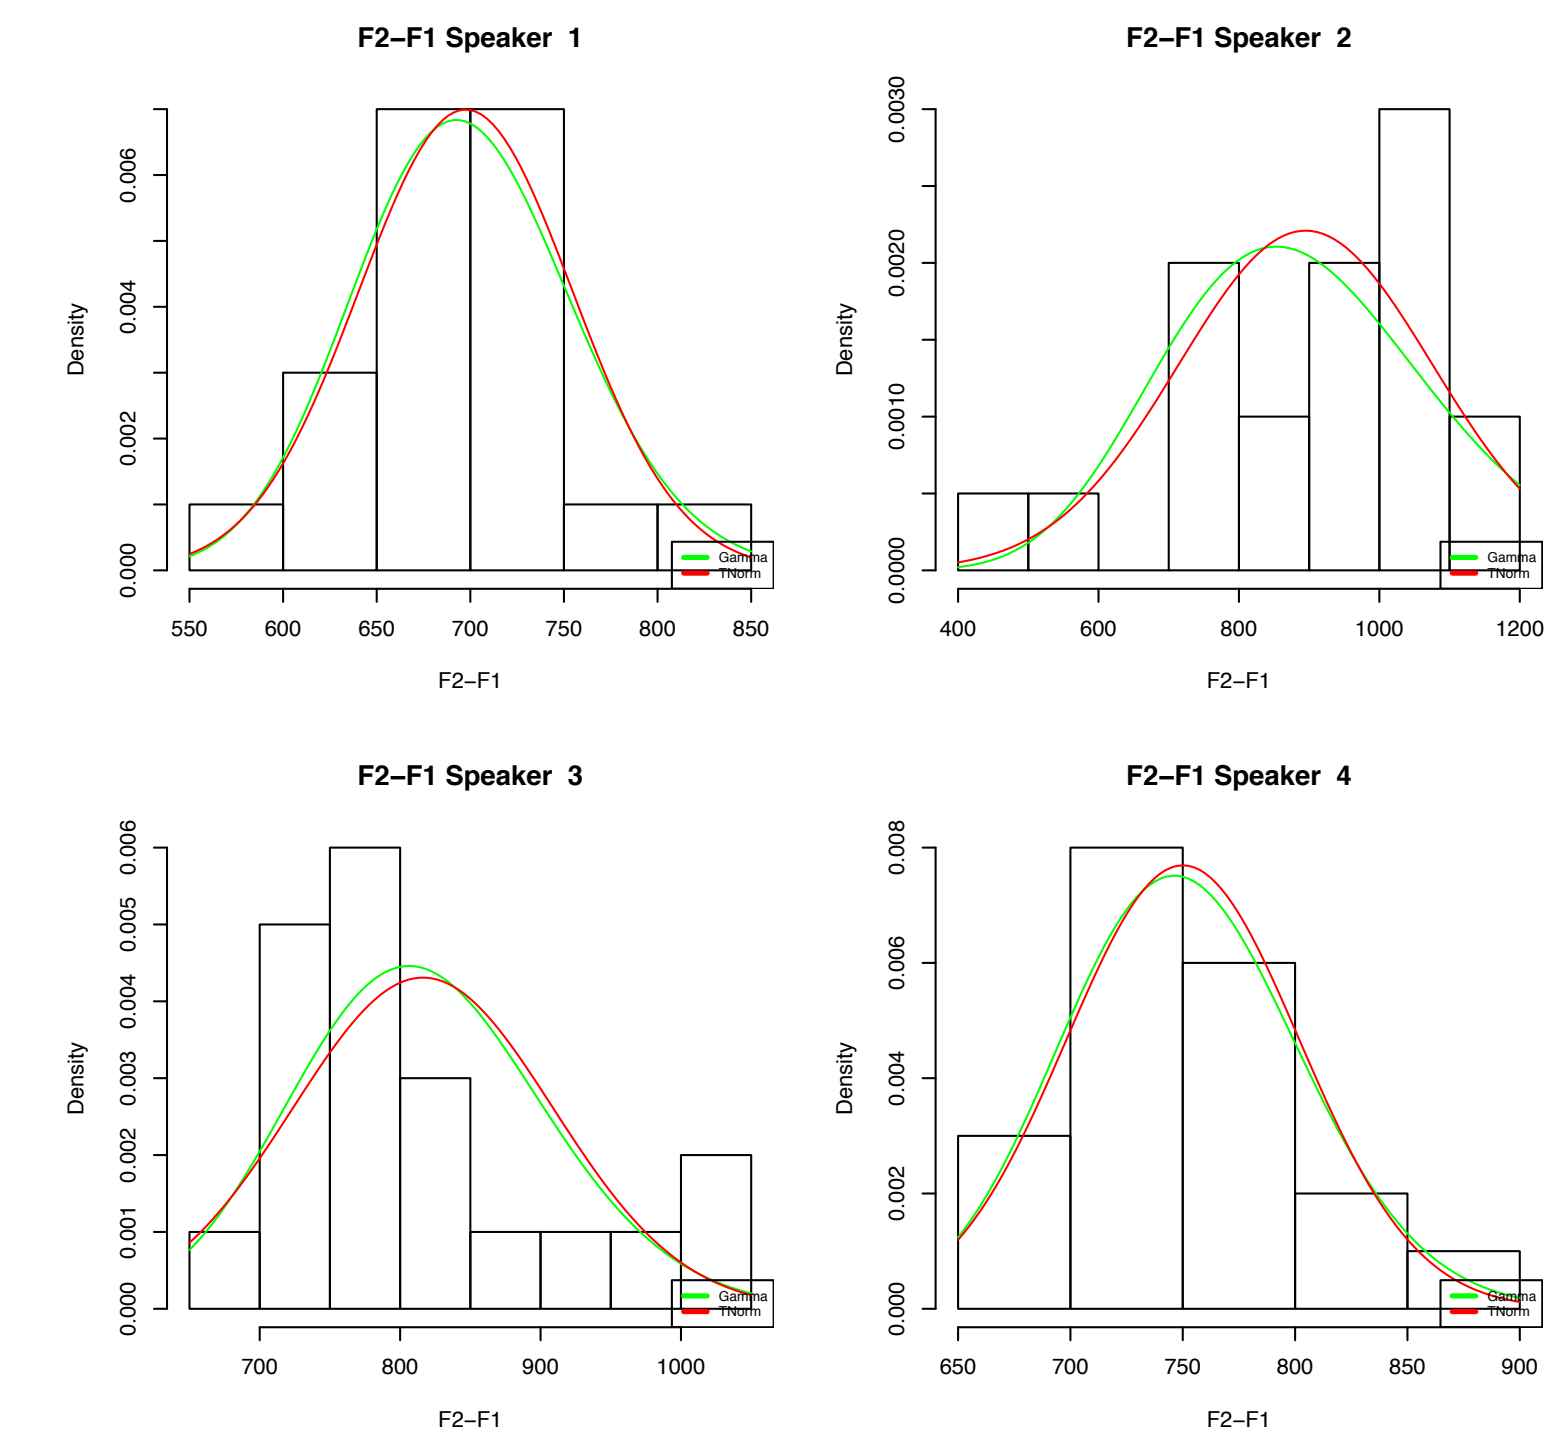 F2−F1 Speaker  1
Density
0.000 0.002 0.004 0.006
550 600 650 700 750 800 850
F2−F1
Gamma
TNorm
F2−F1 Speaker  2
Density
0.0000 0.0010 0.0020 0.0030
400 600 800 1000 1200
F2−F1
Gamma
TNorm
F2−F1 Speaker  3
Density
0.000 0.001 0.002 0.003 0.004 0.005 0.006
700 800 900 1000
F2−F1
Gamma
TNorm
F2−F1 Speaker  4
Density
0.000 0.002 0.004 0.006 0.008
650 700 750 800 850 900
F2−F1
Gamma
TNorm